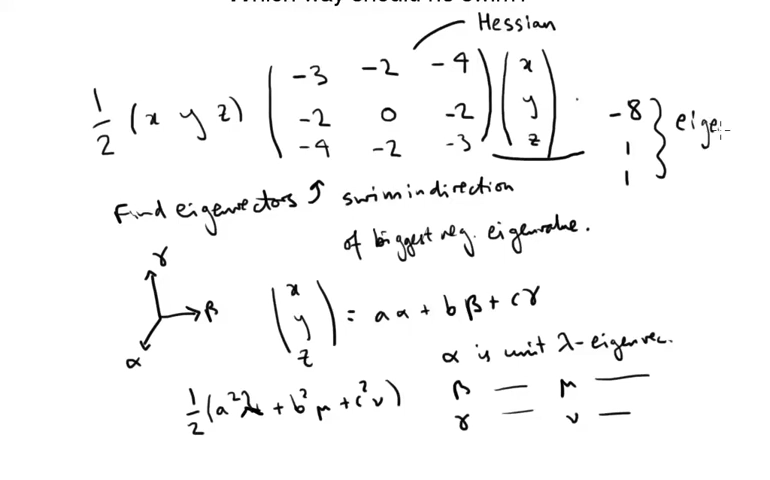 Which way should he swim?
Hessian
1/2 (x y z) ( -3 -2 -4 ) ( x )
( -2 0 -2 ) ( y )
( -4 -2 -3 ) ( z )
-8 } eige
1
1
Find eigenvectors ↑ swim in direction
of biggest neg. eigenvalue.
γ
β
α
( x y z ) = aα + bβ + cγ
α is unit λ-eigenvec.
β — μ —
γ — ν —
1/2 (a²λ + b²μ + c²ν)